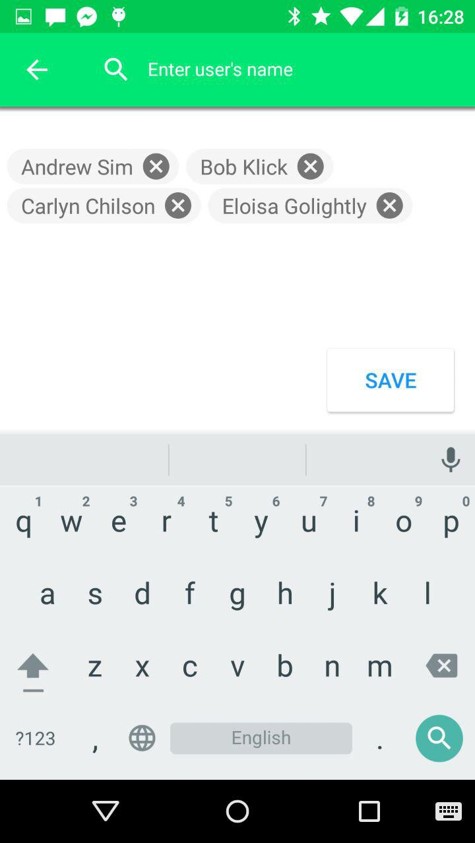 16:28
Enter user's name
Andrew Sim Bob Klick
Carlyn Chilson Eloisa Golightly
SAVE
1 2 3 4 5 6 7 8 9 0
q w e r t y u i o p
a s d f g h j k l
z x c v b n m
?123 , English .